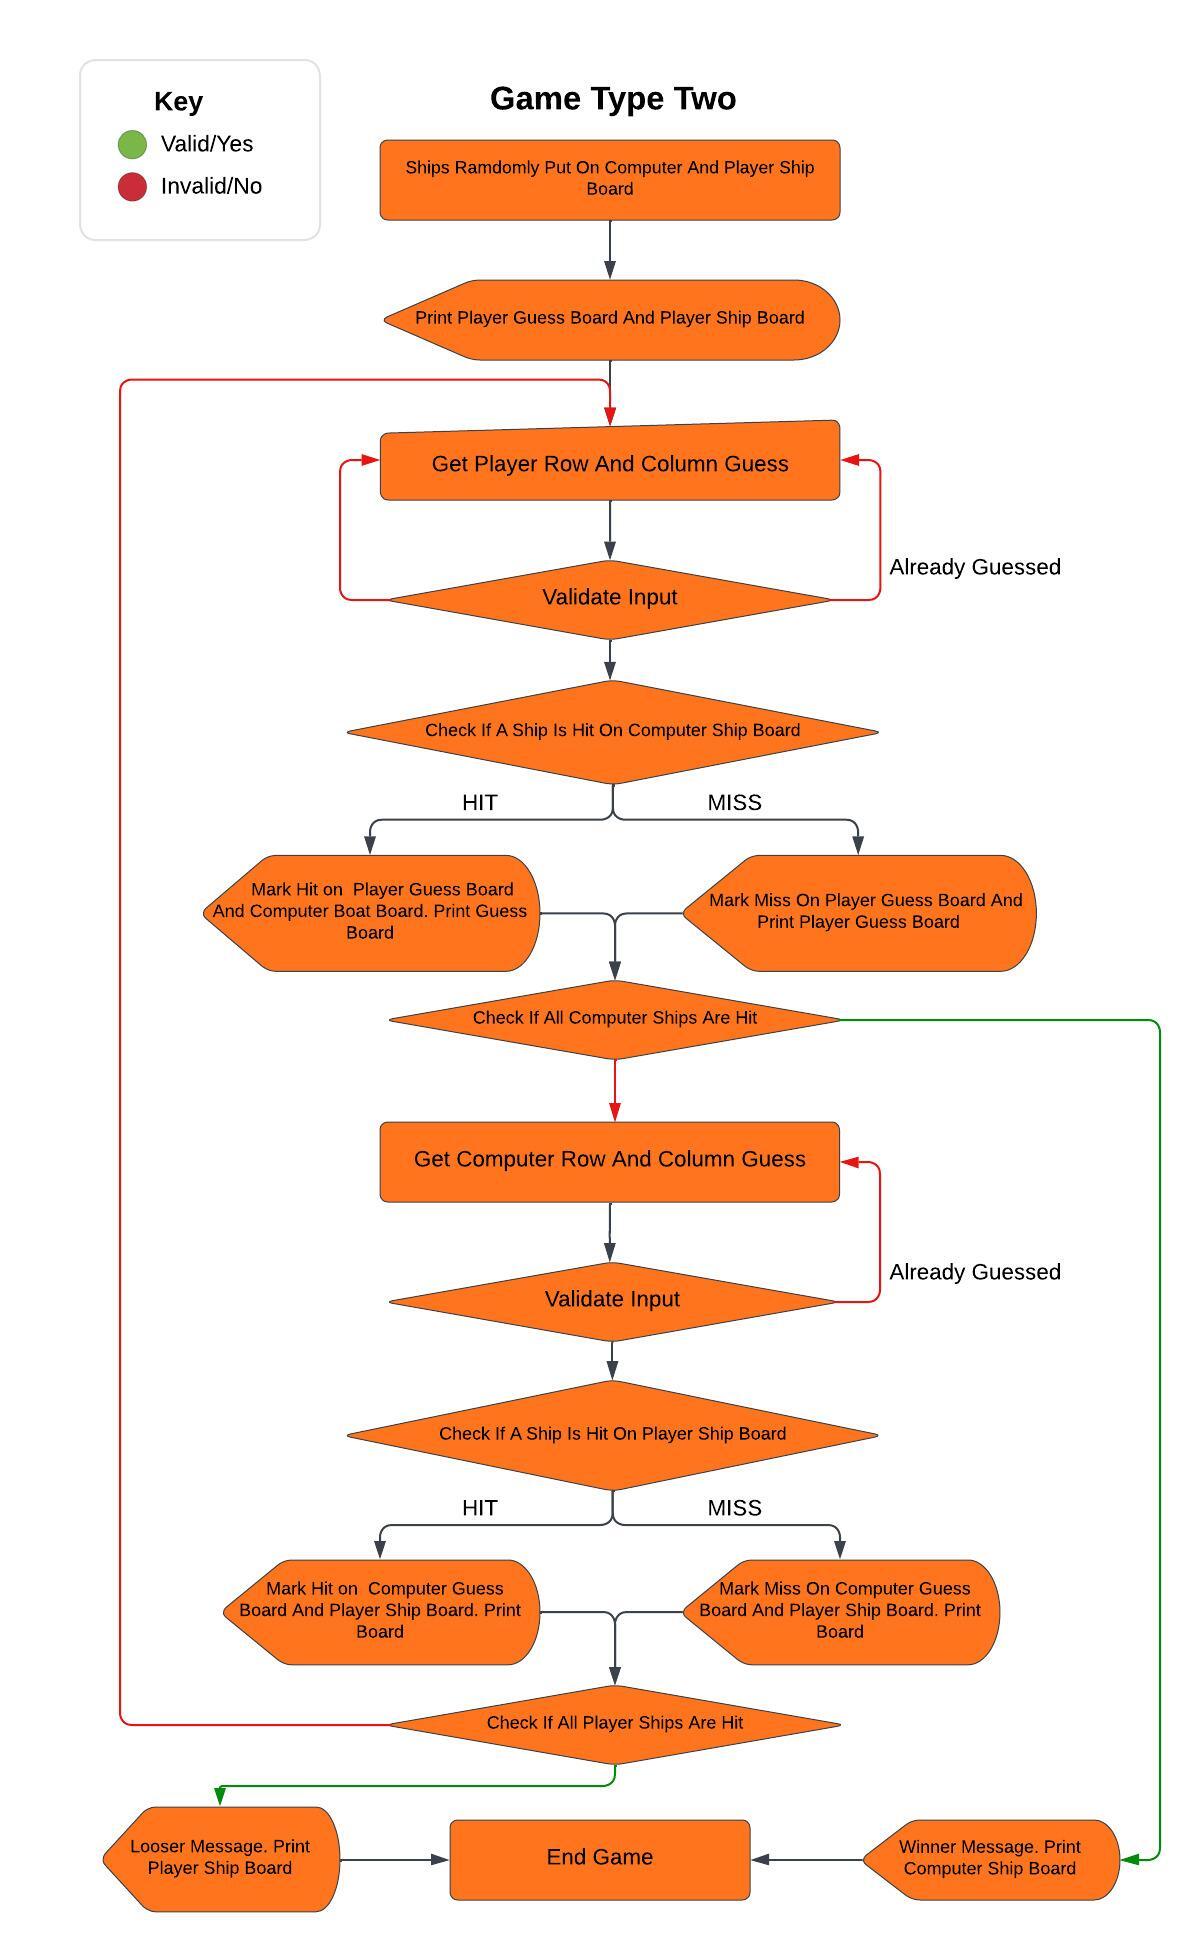 Key
Valid/Yes
Invalid/No
Game Type Two
Ships Ramdomly Put On Computer And Player Ship
Board
Print Player Guess Board And Player Ship Board
Get Player Row And Column Guess
Already Guessed
Validate Input
Check If A Ship Is Hit On Computer Ship Board
HIT
MISS
Mark Hit on  Player Guess Board
And Computer Boat Board. Print Guess
Board
Mark Miss On Player Guess Board And
Print Player Guess Board
Check If All Computer Ships Are Hit
Get Computer Row And Column Guess
Already Guessed
Validate Input
Check If A Ship Is Hit On Player Ship Board
HIT
MISS
Mark Hit on  Computer Guess
Board And Player Ship Board. Print
Board
Mark Miss On Computer Guess
Board And Player Ship Board. Print
Board
Check If All Player Ships Are Hit
Looser Message. Print
Player Ship Board
End Game
Winner Message. Print
Computer Ship Board